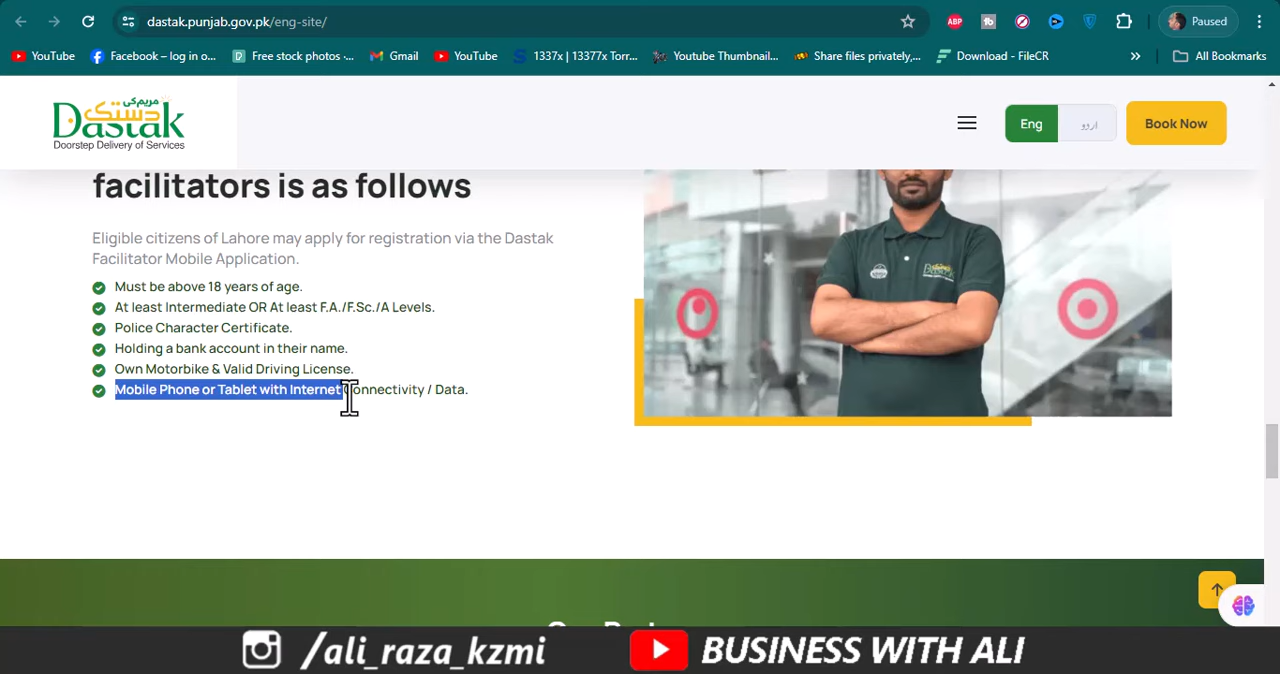 dastak.punjab.gov.pk/eng-site/
ABP
Paused
YouTube
Facebook – log in o...
Free stock photos -...
Gmail
YouTube
1337x | 13377x Torr...
Youtube Thumbnail...
Share files privately,...
Download - FileCR
»
All Bookmarks
مریم کی
دستک
Dastak
Doorstep Delivery of Services
Eng
اردو
Book Now
facilitators is as follows
Eligible citizens of Lahore may apply for registration via the Dastak
Facilitator Mobile Application.
Must be above 18 years of age.
At least Intermediate OR At least F.A./F.Sc./A Levels.
Police Character Certificate.
Holding a bank account in their name.
Own Motorbike & Valid Driving License.
Mobile Phone or Tablet with Internet Connectivity / Data.
/ali_raza_kzmi
BUSINESS WITH ALI